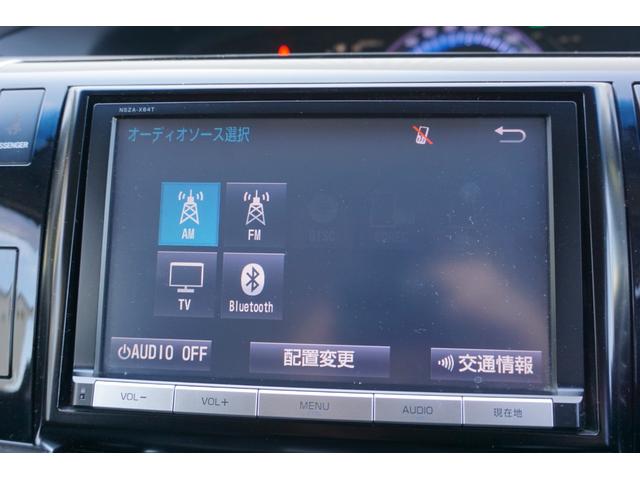 NSZA-X64T
オーディオソース選択
AM
FM
DISC
TV
Bluetooth
AUDIO OFF
配置変更
交通情報
VOL−
VOL+
MENU
AUDIO
現在地